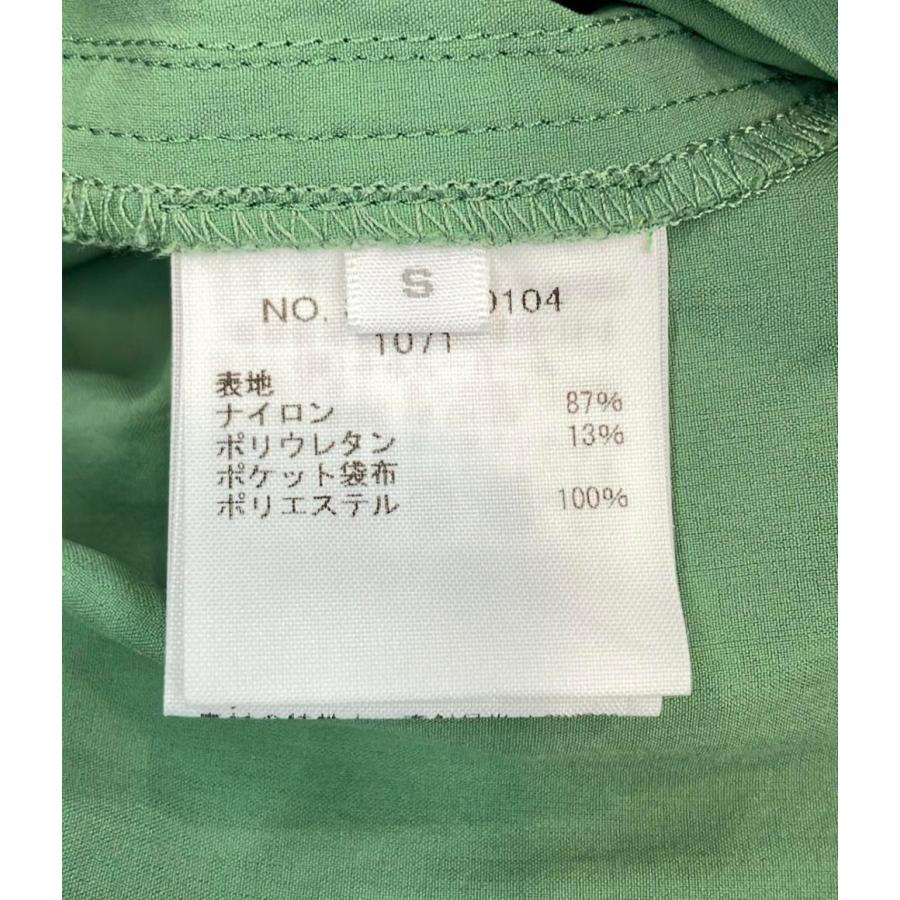 S
NO. 0104
1071
表地
ナイロン 87%
ポリウレタン 13%
ポケット袋布
ポリエステル 100%